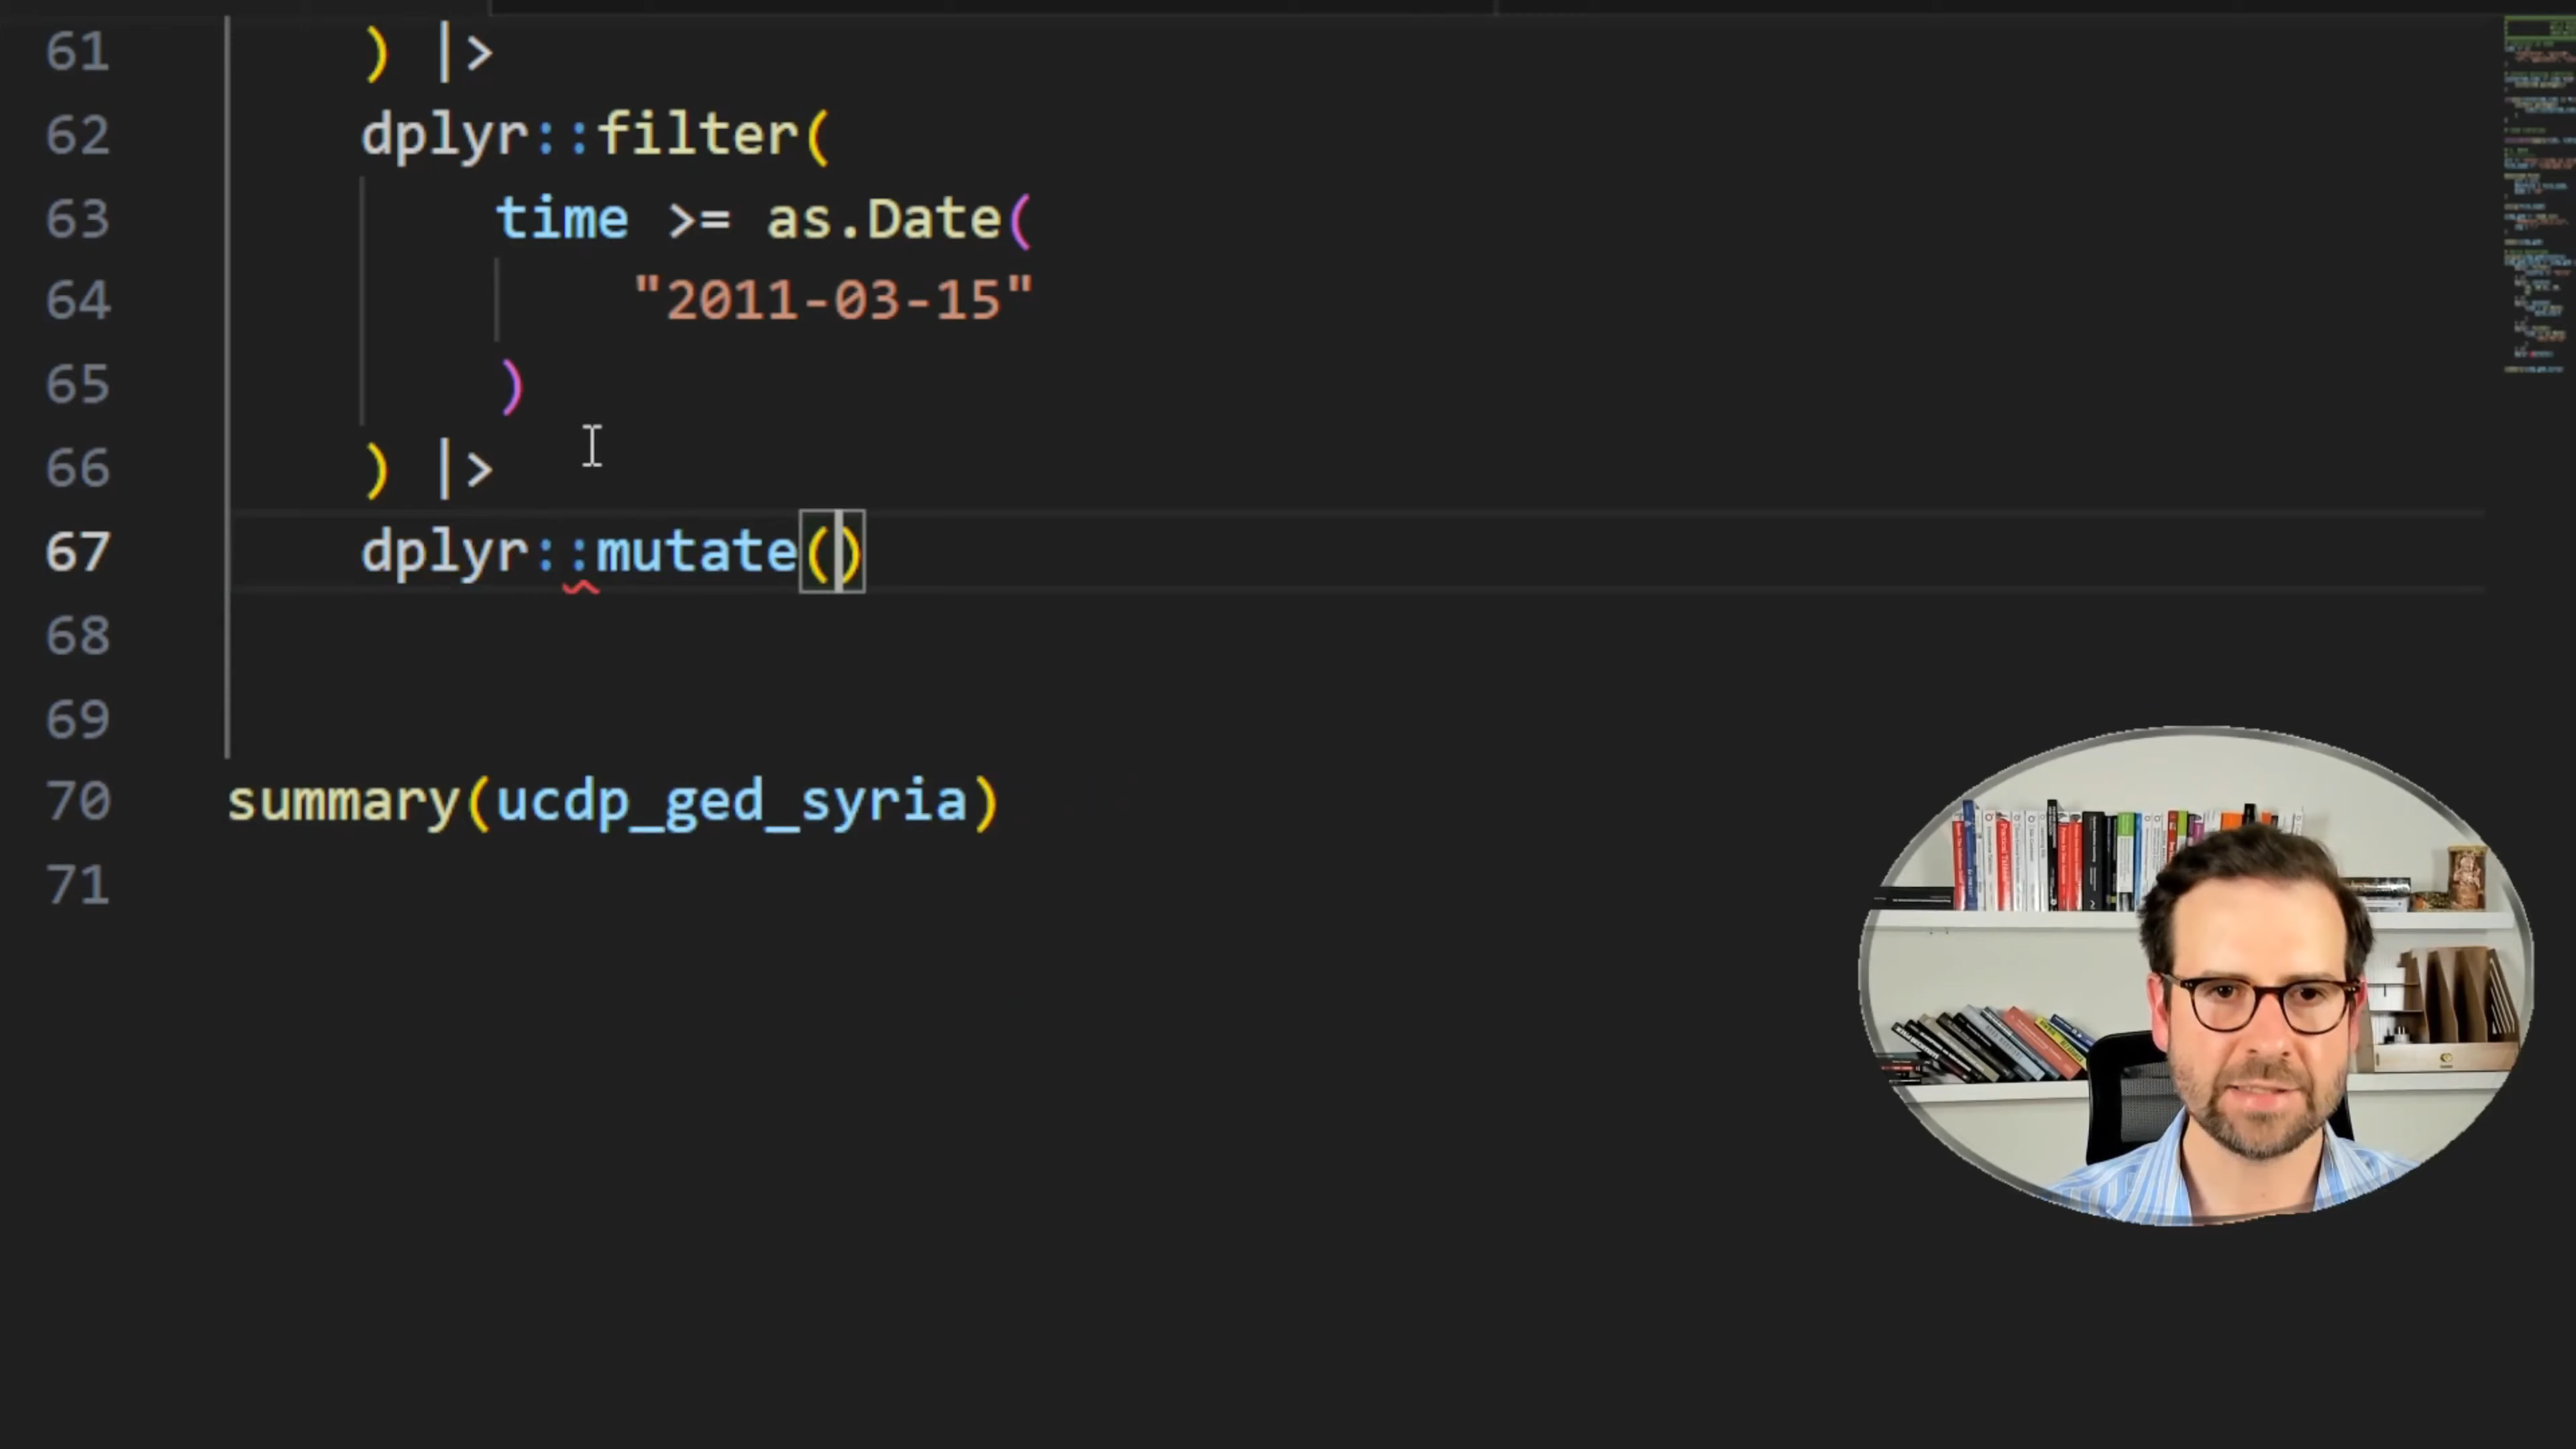 61 ) |>
62 dplyr::filter(
63 time >= as.Date(
64 "2011-03-15"
65 )
66 ) |>
67 dplyr::mutate()
68
69
70 summary(ucdp_ged_syria)
71